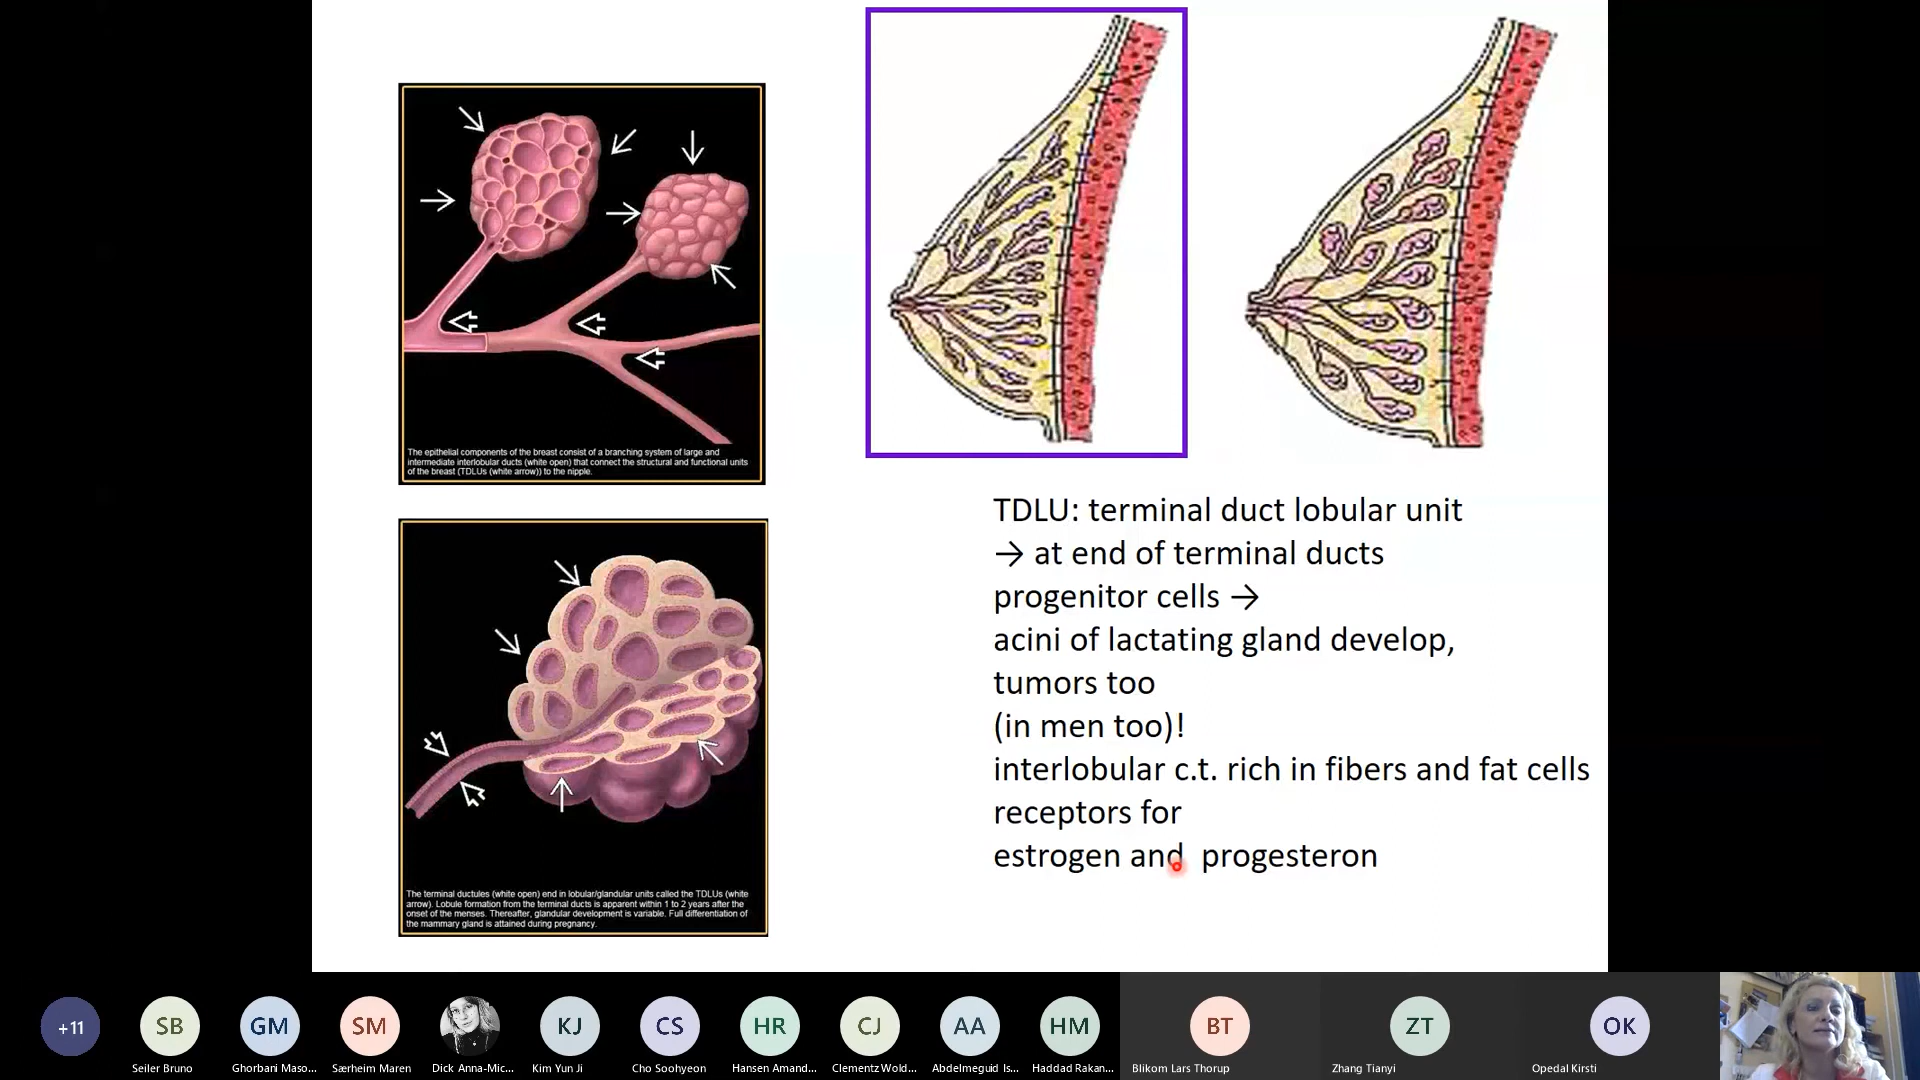 The epithelial components of the breast consist of a branching system of large and
intermediate interlobular ducts (white open) that connect the structural and functional units
of the breast (TDLUs (white arrow)) to the nipple.
The terminal ductules (white open) end in lobular/glandular units called the TDLUs (white
arrow). Lobule formation from the terminal ducts is apparent within 1 to 2 years after the
onset of the menses. Thereafter, glandular development is variable. Full differentiation of
the mammary gland is attained during pregnancy.
TDLU: terminal duct lobular unit
→ at end of terminal ducts
progenitor cells →
acini of lactating gland develop,
tumors too
(in men too)!
interlobular c.t. rich in fibers and fat cells
receptors for
estrogen and progesteron
+11
SB
GM
SM
KJ
CS
HR
CJ
AA
HM
BT
ZT
OK
Seiler Bruno
Ghorbani Maso...
Særheim Maren
Dick Anna-Mic...
Kim Yun Ji
Cho Soohyeon
Hansen Amand...
Clementz Wold...
Abdelmeguid Is...
Haddad Rakan...
Blikom Lars Thorup
Zhang Tianyi
Opedal Kirsti